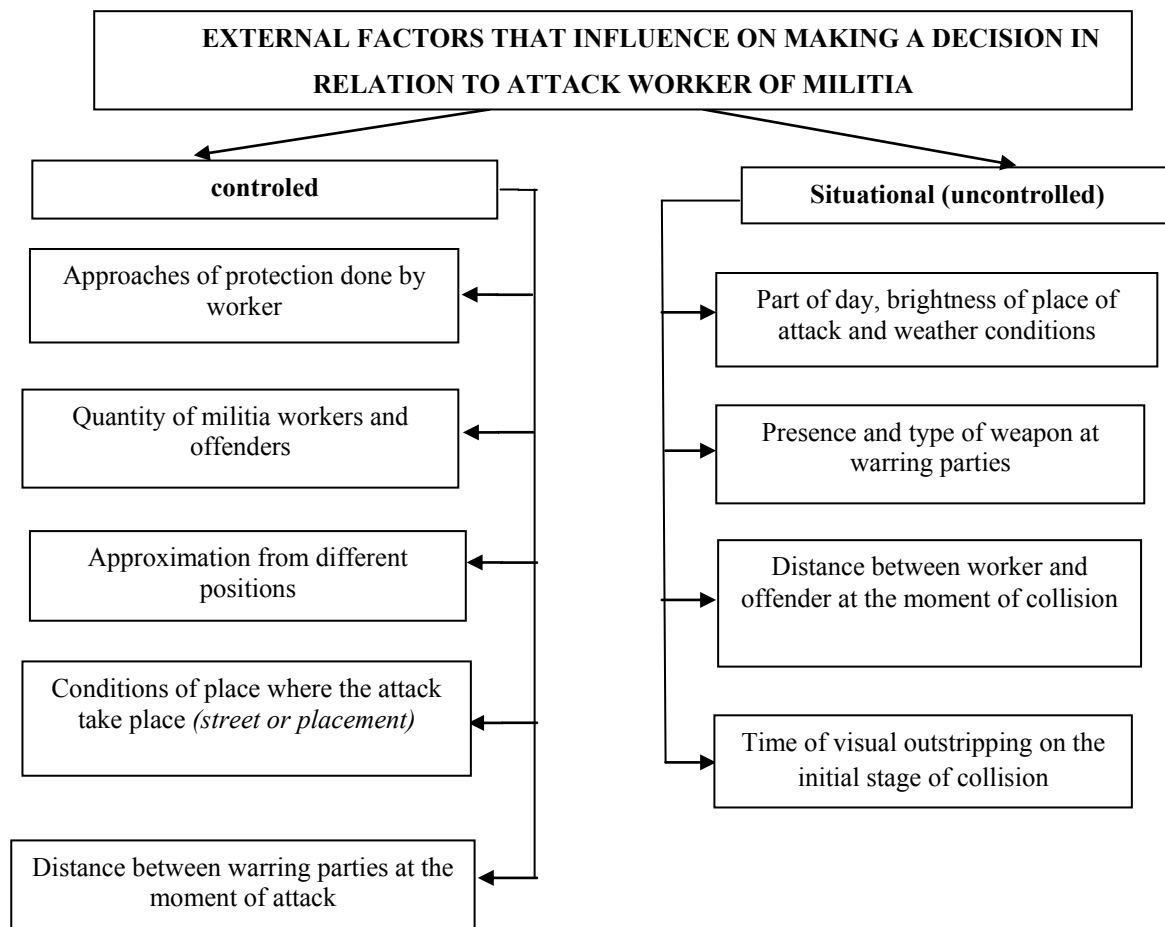 EXTERNAL FACTORS THAT INFLUENCE ON MAKING A DECISION IN
RELATION TO ATTACK WORKER OF MILITIA
controled
Approaches of protection done by
worker
Quantity of militia workers and
offenders
Approximation from different
positions
Conditions of place where the attack
take place (street or placement)
Distance between warring parties at the
moment of attack
Situational (uncontrolled)
Part of day, brightness of place of
attack and weather conditions
Presence and type of weapon at
warring parties
Distance between worker and
offender at the moment of collision
Time of visual outstripping on the
initial stage of collision